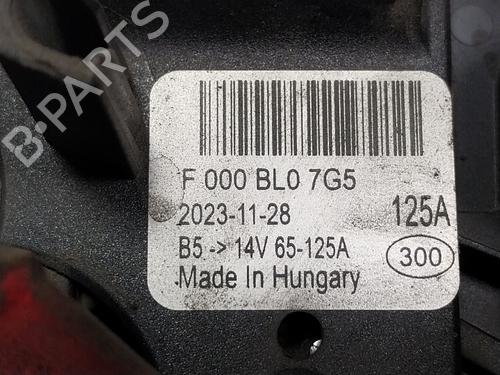 B-PARTS
F 000 BL0 7G5
2023-11-28 125A
B5 -> 14V 65-125A 300
Made In Hungary